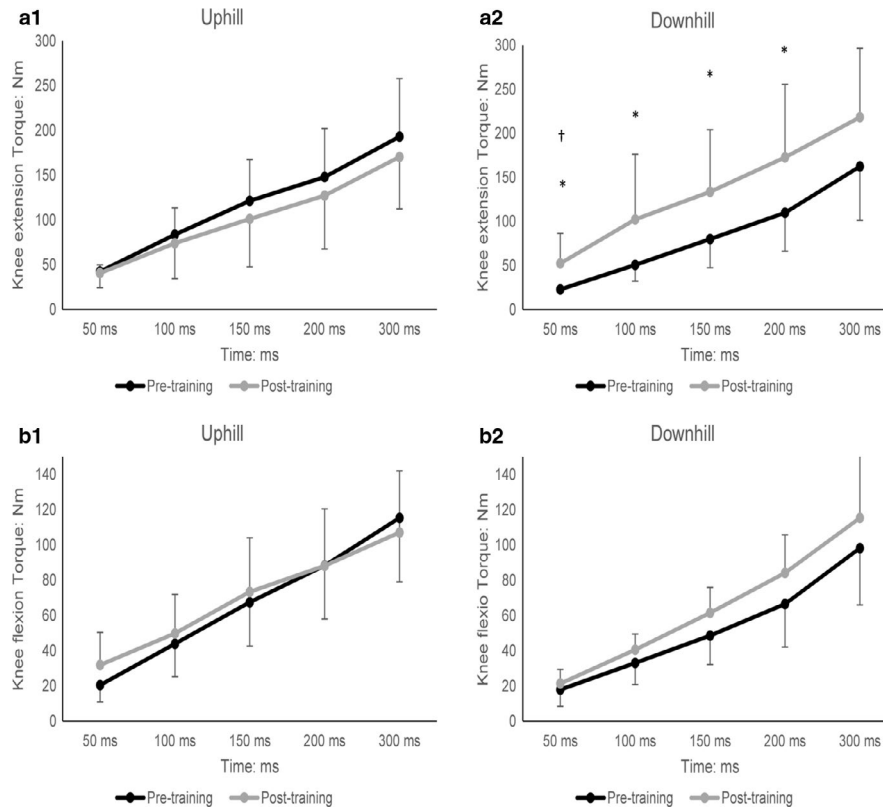 a1
Uphill
Knee extension Torque: Nm
300
250
200
150
100
50
0
50 ms 100 ms 150 ms 200 ms 300 ms
Time: ms
Pre-training Post-training
a2
Downhill
Knee extension Torque: Nm
300
250
200
150
100
50
0
†
*
*
*
*
50 ms 100 ms 150 ms 200 ms 300 ms
Time: ms
Pre-training Post-training
b1
Uphill
Knee flexion Torque: Nm
140
120
100
80
60
40
20
0
50 ms 100 ms 150 ms 200 ms 300 ms
Time: ms
Pre-training Post-training
b2
Downhill
Knee flexio Torque: Nm
140
120
100
80
60
40
20
0
50 ms 100 ms 150 ms 200 ms 300 ms
Time: ms
Pre-training Post-training